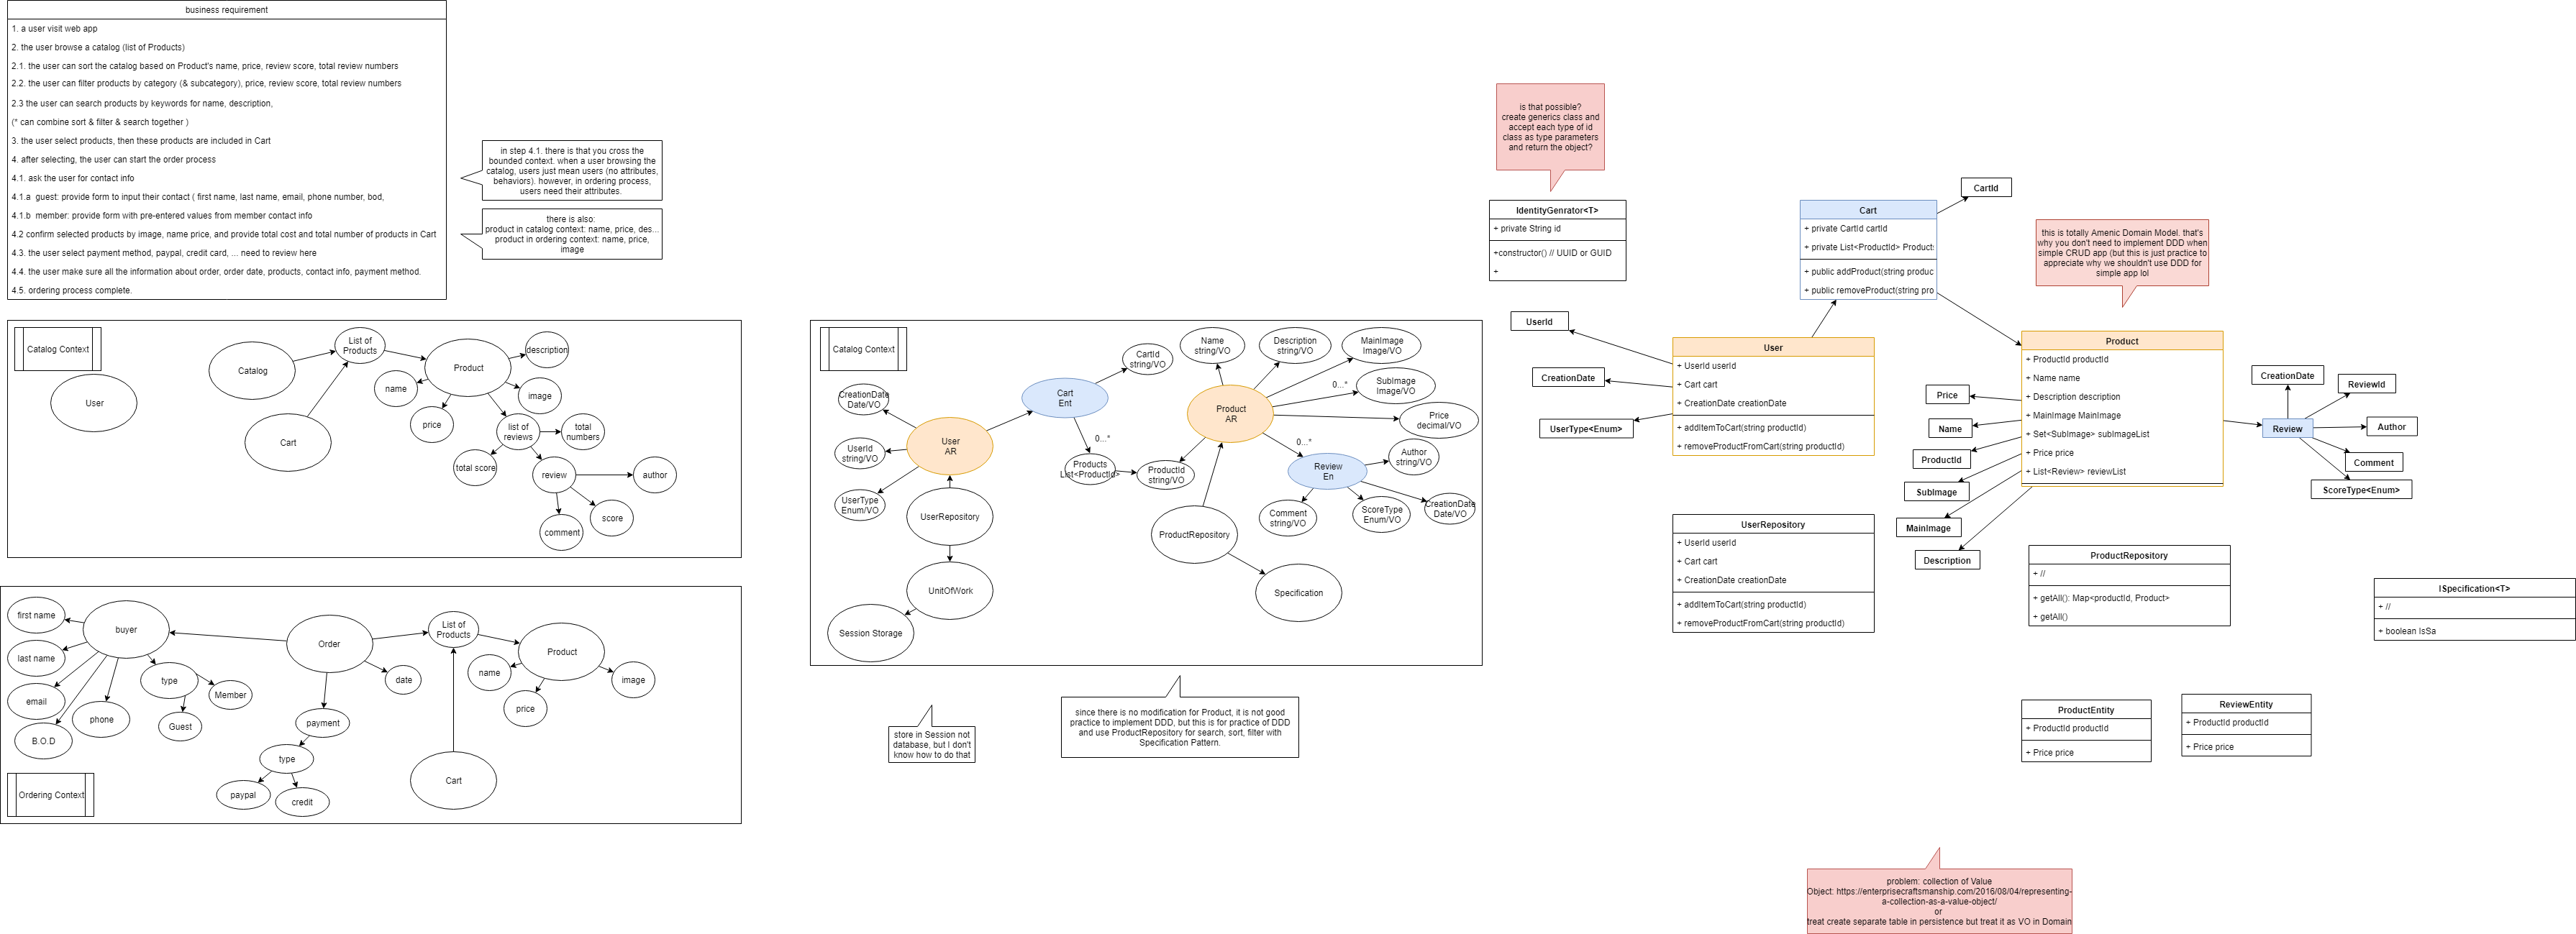 business requirement
1. a user visit web app
2. the user browse a catalog (list of Products)
2.1. the user can sort the catalog based on Product's name, price, review score, total review numbers
2.2. the user can filter products by category (& subcategory), price, review score, total review numbers
2.3 the user can search products by keywords for name, description,
(* can combine sort & filter & search together )
3. the user select products, then these products are included in Cart
4. after selecting, the user can start the order process
4.1. ask the user for contact info
4.1.a  guest: provide form to input their contact ( first name, last name, email, phone number, bod,
4.1.b  member: provide form with pre-entered values from member contact info
4.2 confirm selected products by image, name price, and provide total cost and total number of products in Cart
4.3. the user select payment method, paypal, credit card, ... need to review here
4.4. the user make sure all the information about order, order date, products, contact info, payment method.
4.5. ordering process complete.
in step 4.1. there is that you cross the
bounded context. when a user browsing the
catalog, users just mean users (no attributes,
behaviors). however, in ordering process,
users need their attributes.
there is also:
product in catalog context: name, price, des...
product in ordering context: name, price,
image
Catalog Context
User
Catalog
List of
Products
Cart
Product
description
name
image
price
list of
reviews
total
numbers
total score
review
author
score
comment
first name
buyer
last name
email
B.O.D
phone
type
Member
Guest
Order
date
payment
type
paypal
credit
List of
Products
Product
name
image
price
Cart
Ordering Context
Catalog Context
CreationDate
Date/VO
UserId
string/VO
UserType
Enum/VO
User
AR
UserRepository
UnitOfWork
Session Storage
Cart
Ent
CartId
string/VO
0...*
Products
List<ProductId>
ProductId
string/VO
Name
string/VO
Description
string/VO
MainImage
Image/VO
0...*
SubImage
Image/VO
Product
AR
Price
decimal/VO
0...*
Review
En
Author
string/VO
Comment
string/VO
ScoreType
Enum/VO
CreationDate
Date/VO
ProductRepository
Specification
store in Session not
database, but I don't
know how to do that
since there is no modification for Product, it is not good
practice to implement DDD, but this is for practice of DDD
and use ProductRepository for search, sort, filter with
Specification Pattern.
is that possible?
create generics class and
accept each type of id
class as type parameters
and return the object?
IdentityGenrator<T>
+ private String id
+constructor() // UUID or GUID
+
UserId
CreationDate
UserType<Enum>
User
+ UserId userId
+ Cart cart
+ CreationDate creationDate
+ addItemToCart(string productId)
+ removeProductFromCart(string productId)
UserRepository
+ UserId userId
+ Cart cart
+ CreationDate creationDate
+ addItemToCart(string productId)
+ removeProductFromCart(string productId)
Cart
+ private CartId cartId
+ private List<ProductId> Product
+ public addProduct(string produc
+ public removeProduct(string pro
CartId
this is totally Amenic Domain Model. that's
why you don't need to implement DDD when
simple CRUD app (but this is just practice to
appreciate why we shouldn't use DDD for
simple app lol
Product
+ ProductId productId
+ Name name
+ Description description
+ MainImage MainImage
+ Set<SubImage> subImageList
+ Price price
+ List<Review> reviewList
Price
Name
ProductId
SubImage
MainImage
Description
CreationDate
ReviewId
Review
Author
Comment
ScoreType<Enum>
ProductRepository
+ //
+ getAll(): Map<productId, Product>
+ getAll()
ISpecification<T>
+ //
+ boolean IsSa
ProductEntity
+ ProductId productId
+ Price price
ReviewEntity
+ ProductId productId
+ Price price
problem: collection of Value
Object: https://enterprisecraftsmanship.com/2016/08/04/representing-
a-collection-as-a-value-object/
or
treat create separate table in persistence but treat it as VO in Domain